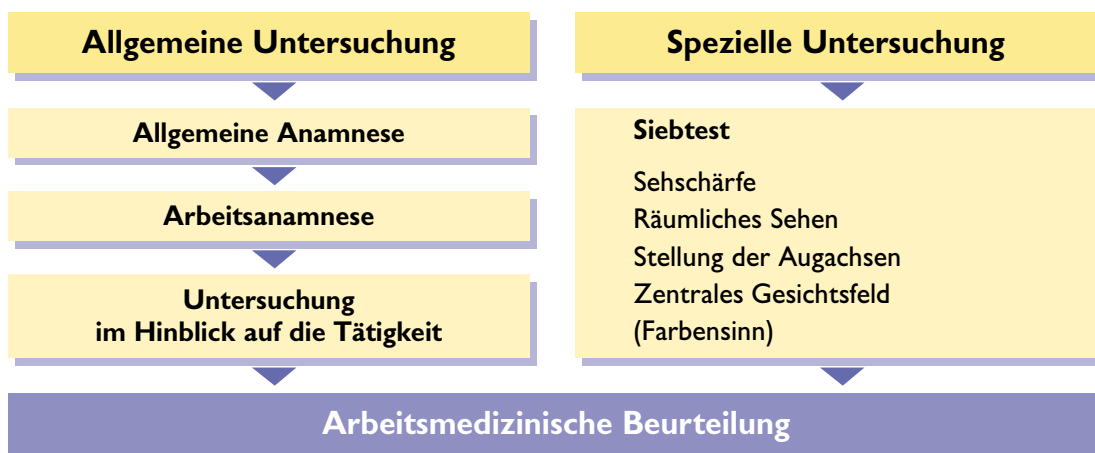 Allgemeine Untersuchung
Allgemeine Anamnese
Arbeitsanamnese
Untersuchung
im Hinblick auf die Tätigkeit
Spezielle Untersuchung
Siebtest
Sehschärfe
Räumliches Sehen
Stellung der Augachsen
Zentrales Gesichtsfeld
(Farbensinn)
Arbeitsmedizinische Beurteilung